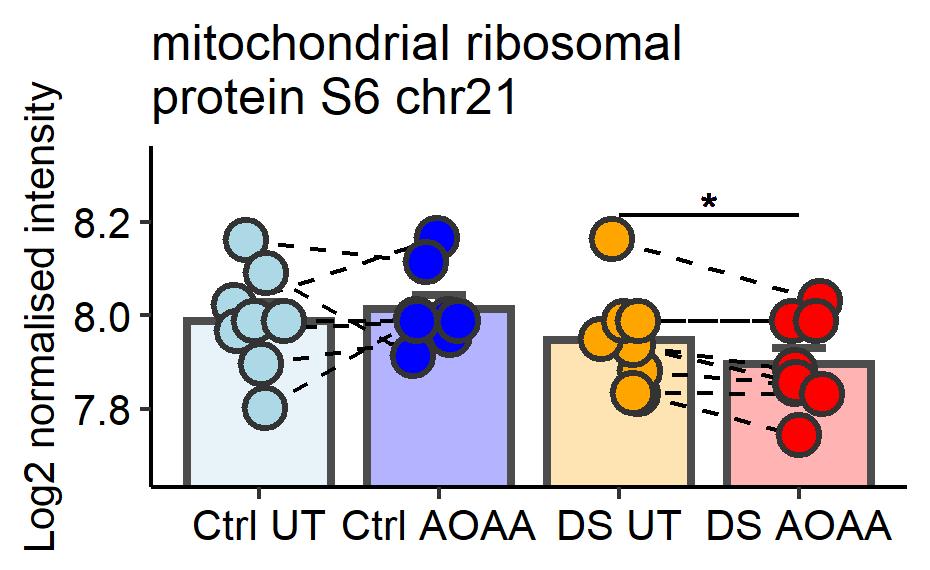 mitochondrial ribosomal
protein S6 chr21
Log2 normalised intensity
8.2
8.0
7.8
*
Ctrl UT Ctrl AOAA DS UT DS AOAA